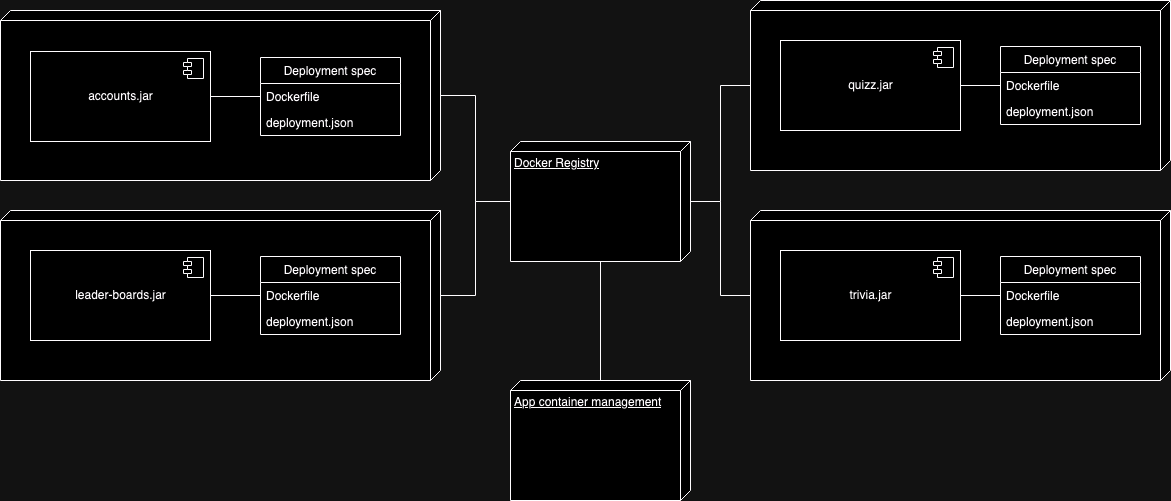 accounts.jar
Deployment spec
Dockerfile
deployment.json
quizz.jar
Deployment spec
Dockerfile
deployment.json
Docker Registry
leader-boards.jar
Deployment spec
Dockerfile
deployment.json
trivia.jar
Deployment spec
Dockerfile
deployment.json
App container management